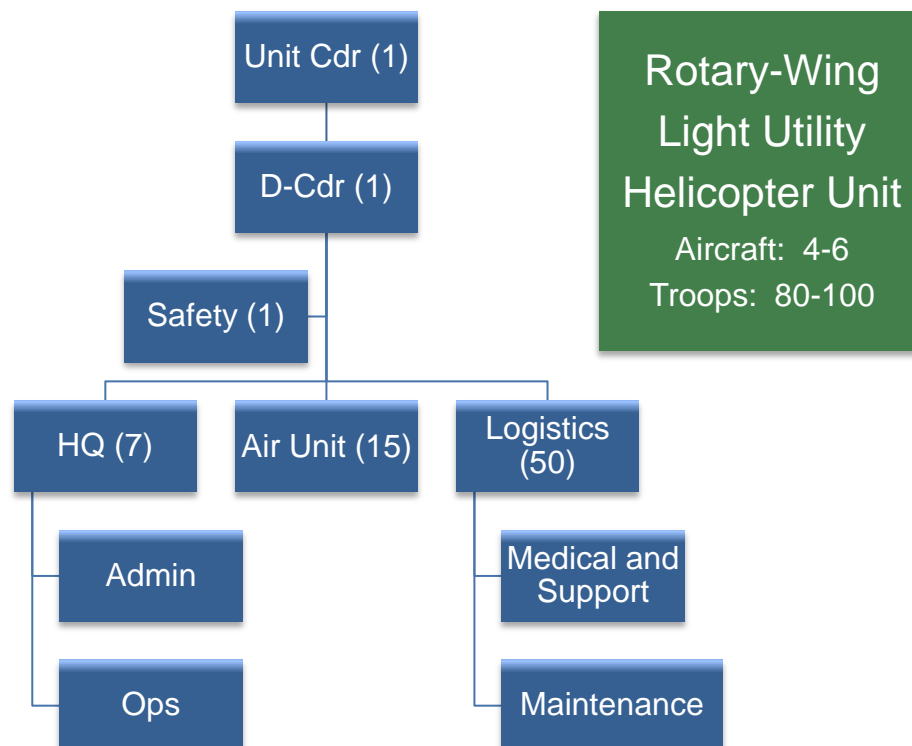 Unit Cdr (1)
D-Cdr (1)
Safety (1)
HQ (7)
Air Unit (15)
Logistics
(50)
Admin
Medical and
Support
Ops
Maintenance
Rotary-Wing
Light Utility
Helicopter Unit
Aircraft: 4-6
Troops: 80-100